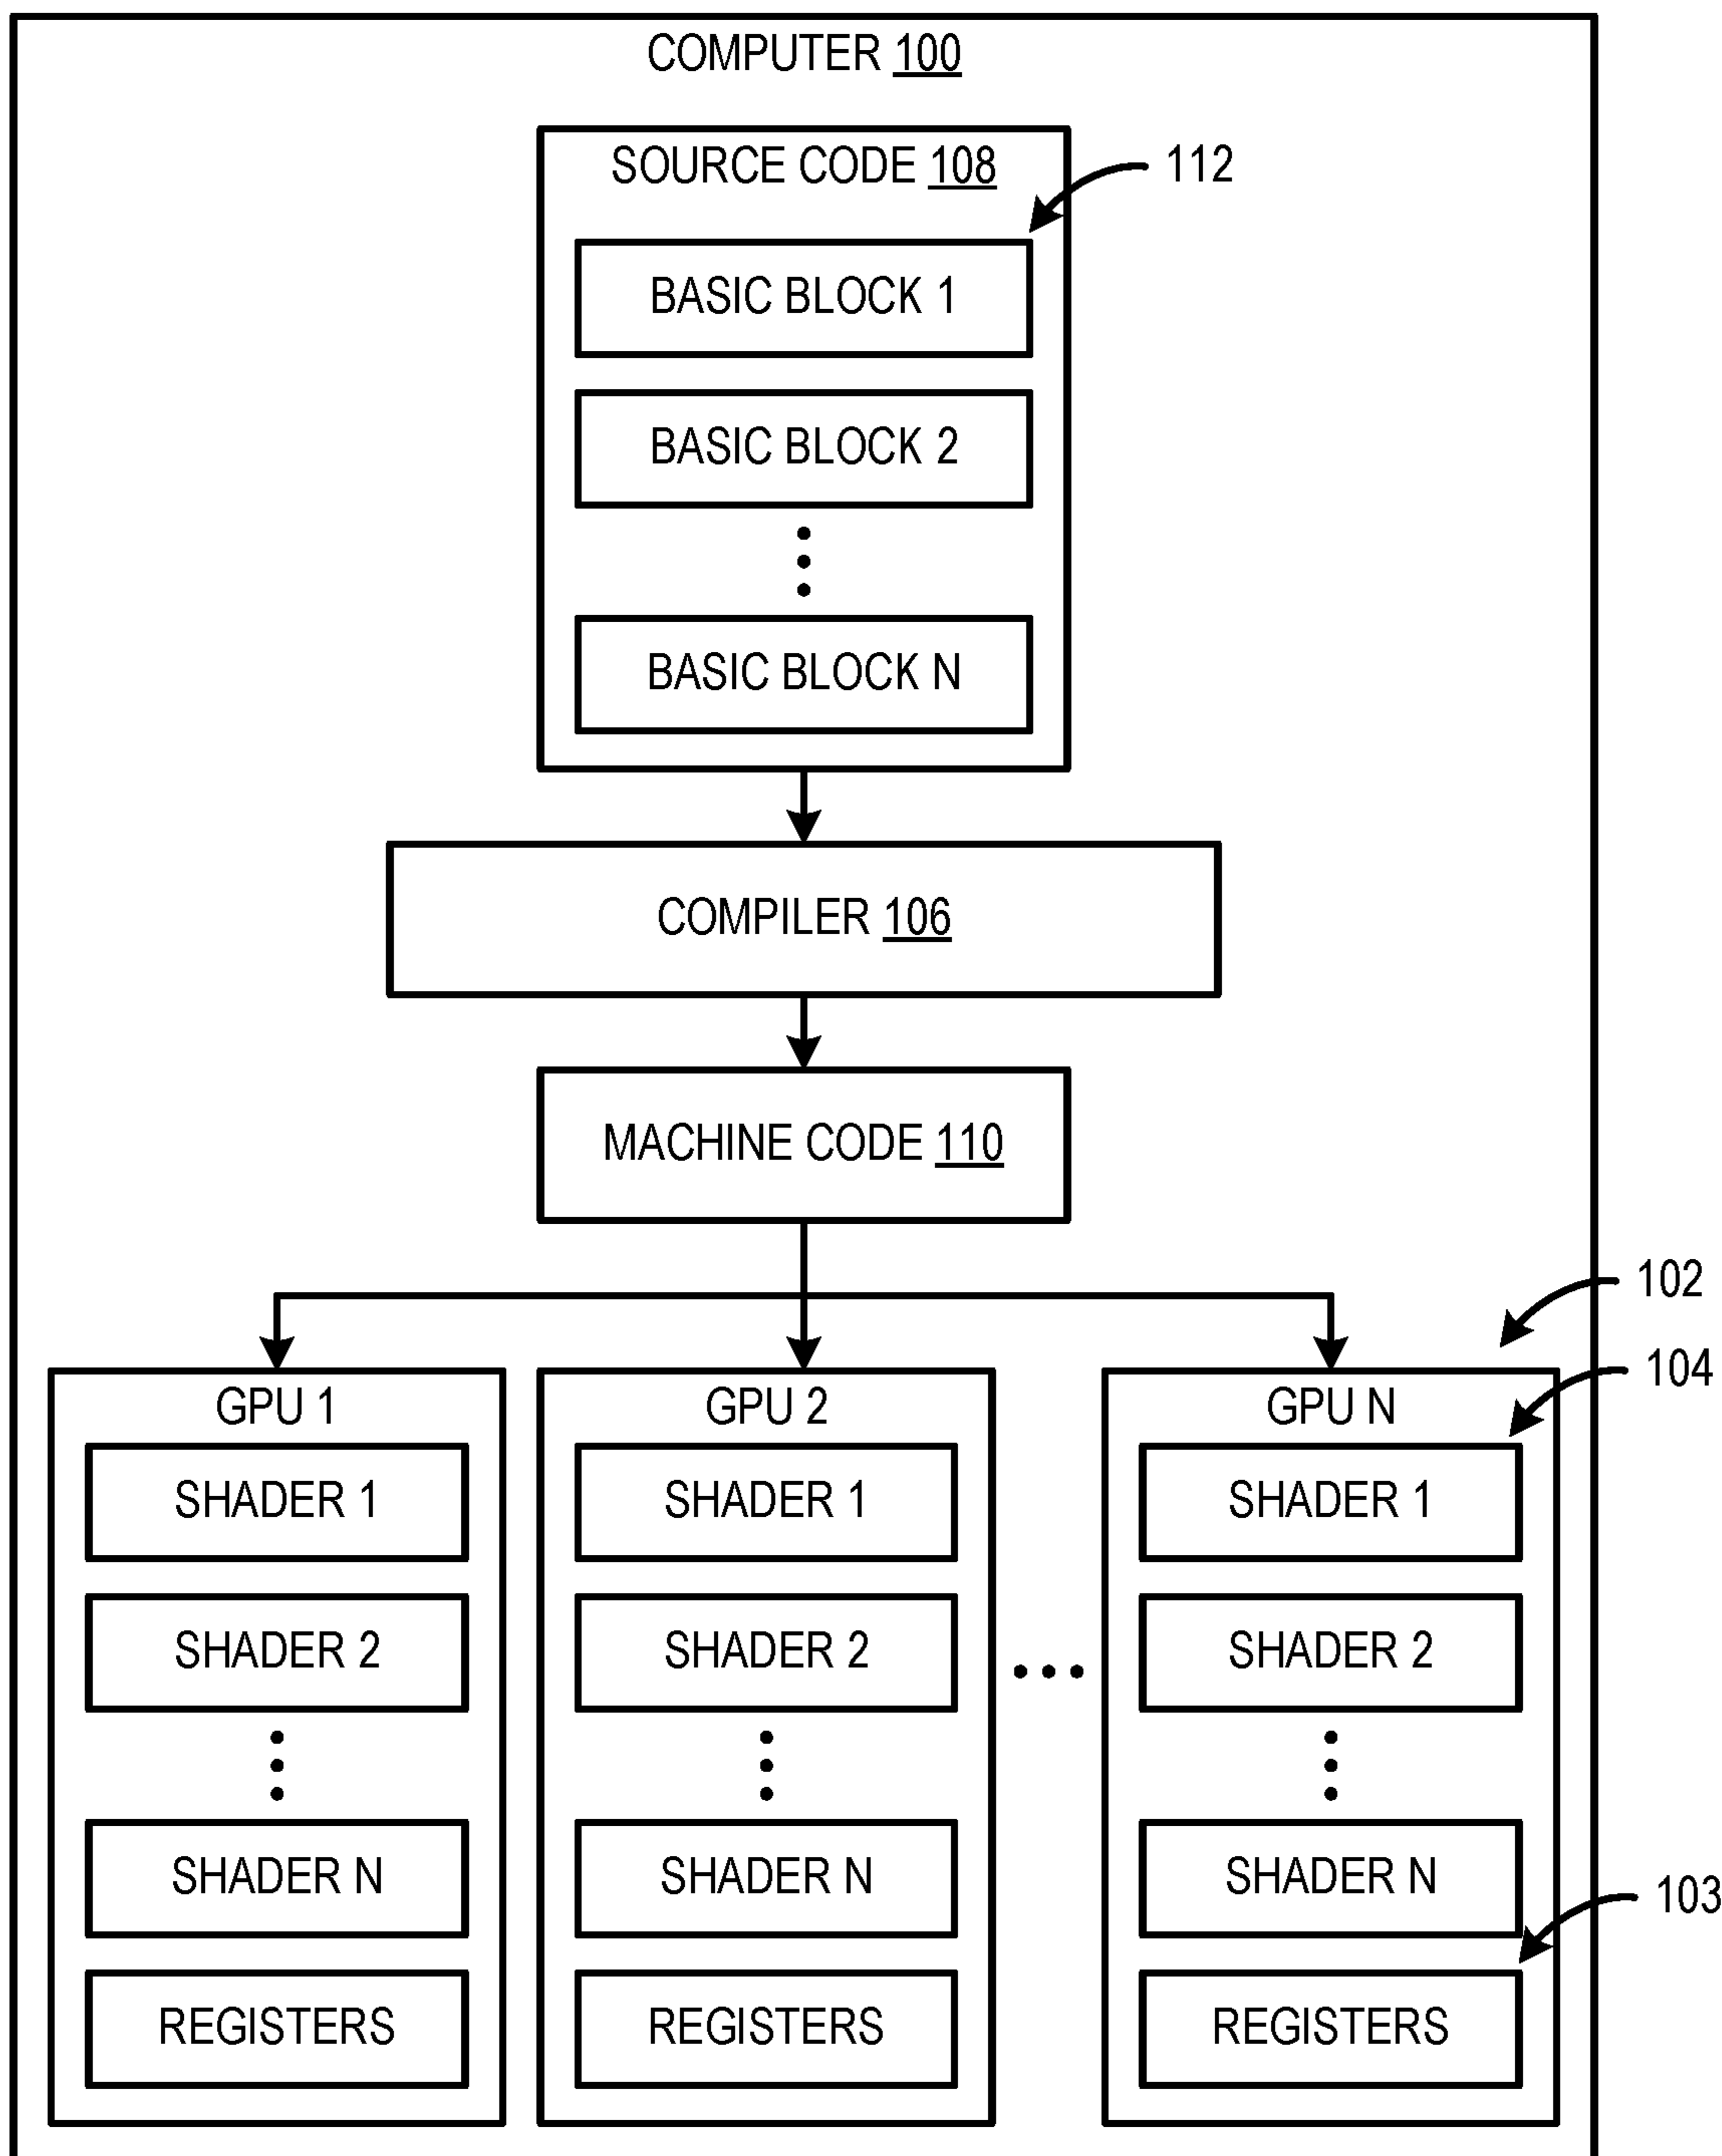 COMPUTER 100
SOURCE CODE 108
112
BASIC BLOCK 1
BASIC BLOCK 2
BASIC BLOCK N
COMPILER 106
MACHINE CODE 110
102
104
GPU 1
SHADER 1
SHADER 2
SHADER N
REGISTERS
GPU 2
SHADER 1
SHADER 2
SHADER N
REGISTERS
GPU N
SHADER 1
SHADER 2
SHADER N
103
REGISTERS